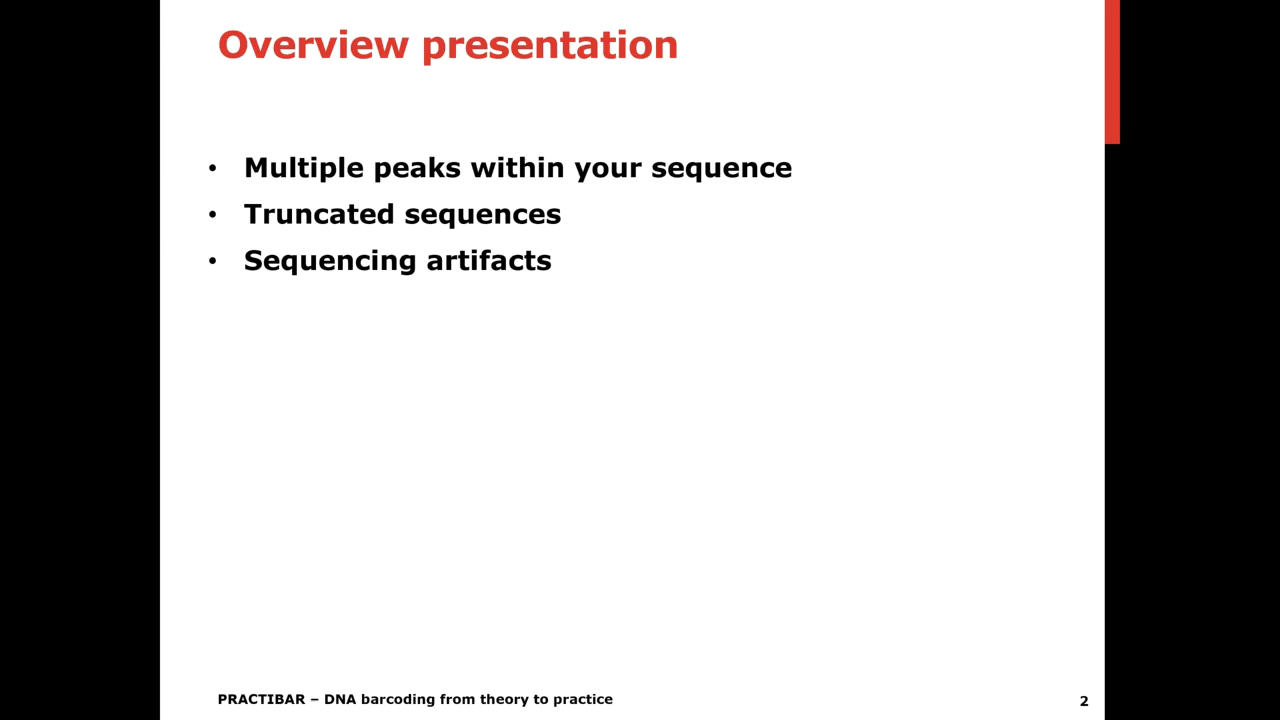 Overview presentation
• Multiple peaks within your sequence
• Truncated sequences
• Sequencing artifacts
PRACTIBAR – DNA barcoding from theory to practice
2